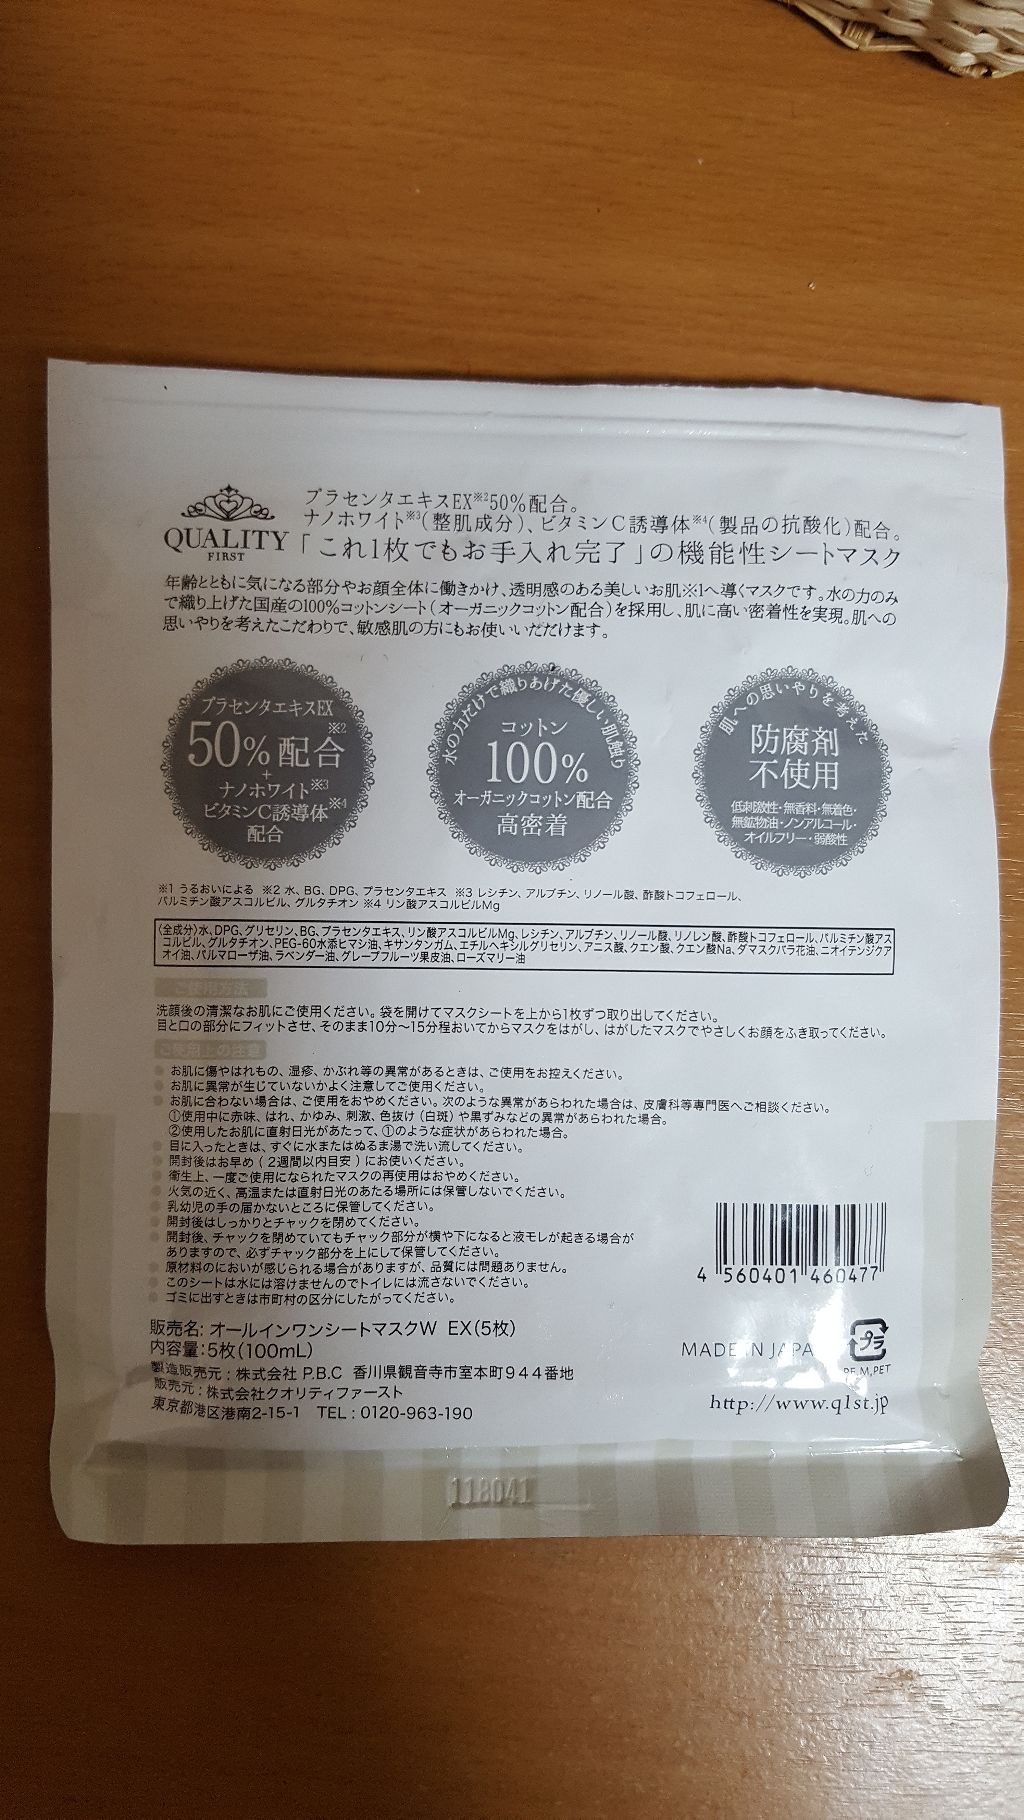 プラセンタエキスEX※2 50%配合。
ナノホワイト※3(整肌成分)、ビタミンC誘導体※4(製品の抗酸化)配合。
QUALITY
FIRST
「これ1枚でもお手入れ完了」の機能性シートマスク
年齢とともに気になる部分やお顔全体に働きかけ、透明感のある美しいお肌※1へ導くマスクです。水の力のみ
で織り上げた国産の100%コットンシート(オーガニックコットン配合)を採用し、肌に高い密着性を実現。肌への
思いやりを考えたこだわりで、敏感肌の方にもお使いいただけます。
プラセンタエキスEX
※2
50%配合
+
ナノホワイト※3
ビタミンC誘導体※4
配合
水の力だけで織りあげた優しい肌触り
コットン
100%
オーガニックコットン配合
高密着
肌への思いやりを考えた
防腐剤
不使用
低刺激性・無香料・無着色・
無鉱物油・ノンアルコール・
オイルフリー・弱酸性
※1 うるおいによる ※2 水、BG、DPG、プラセンタエキス ※3 レシチン、アルブチン、リノール酸、酢酸トコフェロール、
パルミチン酸アスコルビル、グルタチオン ※4 リン酸アスコルビルMg
〈全成分〉水、DPG、グリセリン、BG、プラセンタエキス、リン酸アスコルビルMg、レシチン、アルブチン、リノール酸、リノレン酸、酢酸トコフェロール、パルミチン酸アス
コルビル、グルタチオン、PEG-60水添ヒマシ油、キサンタンガム、エチルヘキシルグリセリン、アニス酸、クエン酸、クエン酸Na、ダマスクバラ花油、ニオイテンジクア
オイ油、パルマローザ油、ラベンダー油、グレープフルーツ果皮油、ローズマリー油
ご使用方法
洗顔後の清潔なお肌にご使用ください。袋を開けてマスクシートを上から1枚ずつ取り出してください。
目と口の部分にフィットさせ、そのまま10分〜15分程おいてからマスクをはがし、はがしたマスクでやさしくお顔をふき取ってください。
ご使用上の注意
お肌に傷やはれもの、湿疹、かぶれ等の異常があるときは、ご使用をお控えください。
お肌に異常が生じていないかよく注意してご使用ください。
お肌に合わない場合は、ご使用をおやめください。次のような異常があらわれた場合は、皮膚科等専門医へご相談ください。
①使用中に赤味、はれ、かゆみ、刺激、色抜け(白斑)や黒ずみなどの異常があらわれた場合。
②使用したお肌に直射日光があたって、①のような症状があらわれた場合。
目に入ったときは、すぐに水またはぬるま湯で洗い流してください。
開封後はお早め(2週間以内目安)にお使いください。
衛生上、一度ご使用になられたマスクの再使用はおやめください。
火気の近く、高温または直射日光のあたる場所には保管しないでください。
乳幼児の手の届かないところに保管してください。
開封後はしっかりとチャックを閉めてください。
開封後、チャックを閉めていてもチャック部分が横や下になると液モレが起きる場合が
ありますので、必ずチャック部分を上にして保管してください。
原材料のにおいが感じられる場合がありますが、品質には問題ありません。
このシートは水には溶けませんのでトイレには流さないでください。
ゴミに出すときは市町村の区分にしたがってください。
4 560401 460477
販売名: オールインワンシートマスクW EX(5枚)
内容量:5枚(100mL)
製造販売元:株式会社 P.B.C 香川県観音寺市室本町944番地
販売元:株式会社クオリティファースト
東京都港区港南2-15-1 TEL:0120-963-190
MADE IN JAPA
プラ
PE,M,PET
http://www.q1st.jp
118041